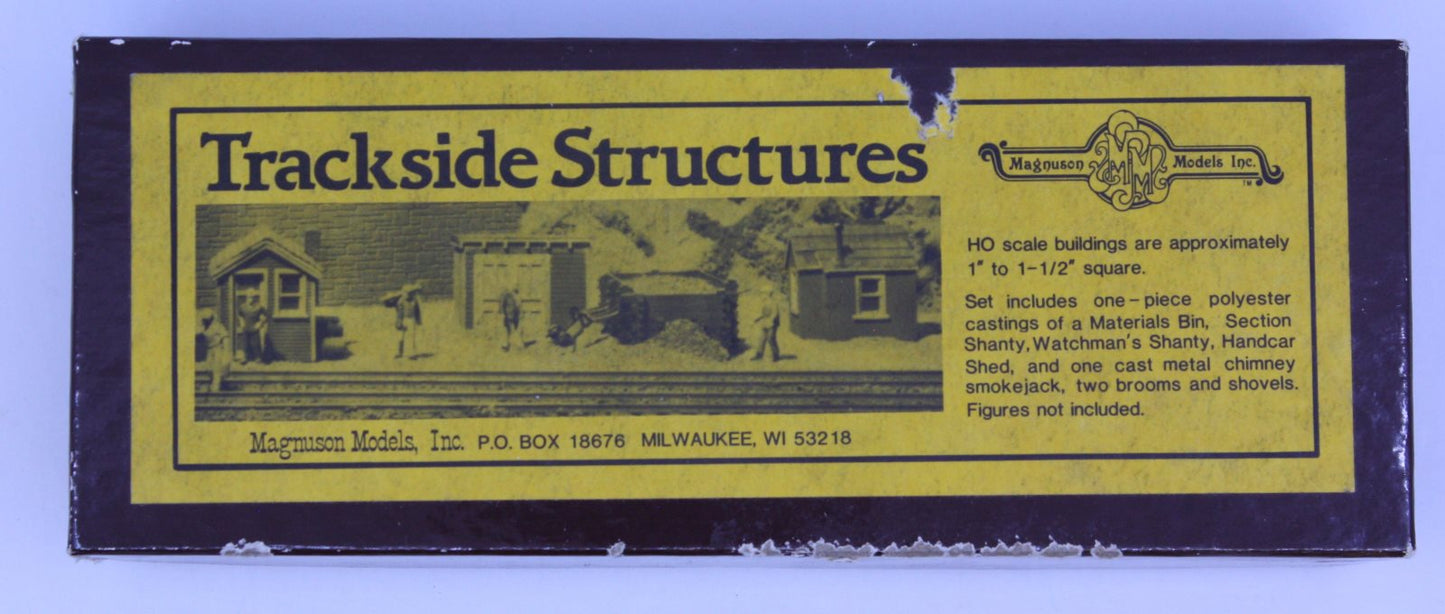 Trackside Structures
Magnuson Models Inc.
MMM
TM
HO scale buildings are approximately
1" to 1-1/2" square.
Set includes one-piece polyester
castings of a Materials Bin, Section
Shanty, Watchman's Shanty, Handcar
Shed, and one cast metal chimney
smokejack, two brooms and shovels.
Figures not included.
Magnuson Models, Inc. P.O. BOX 18676 MILWAUKEE, WI 53218